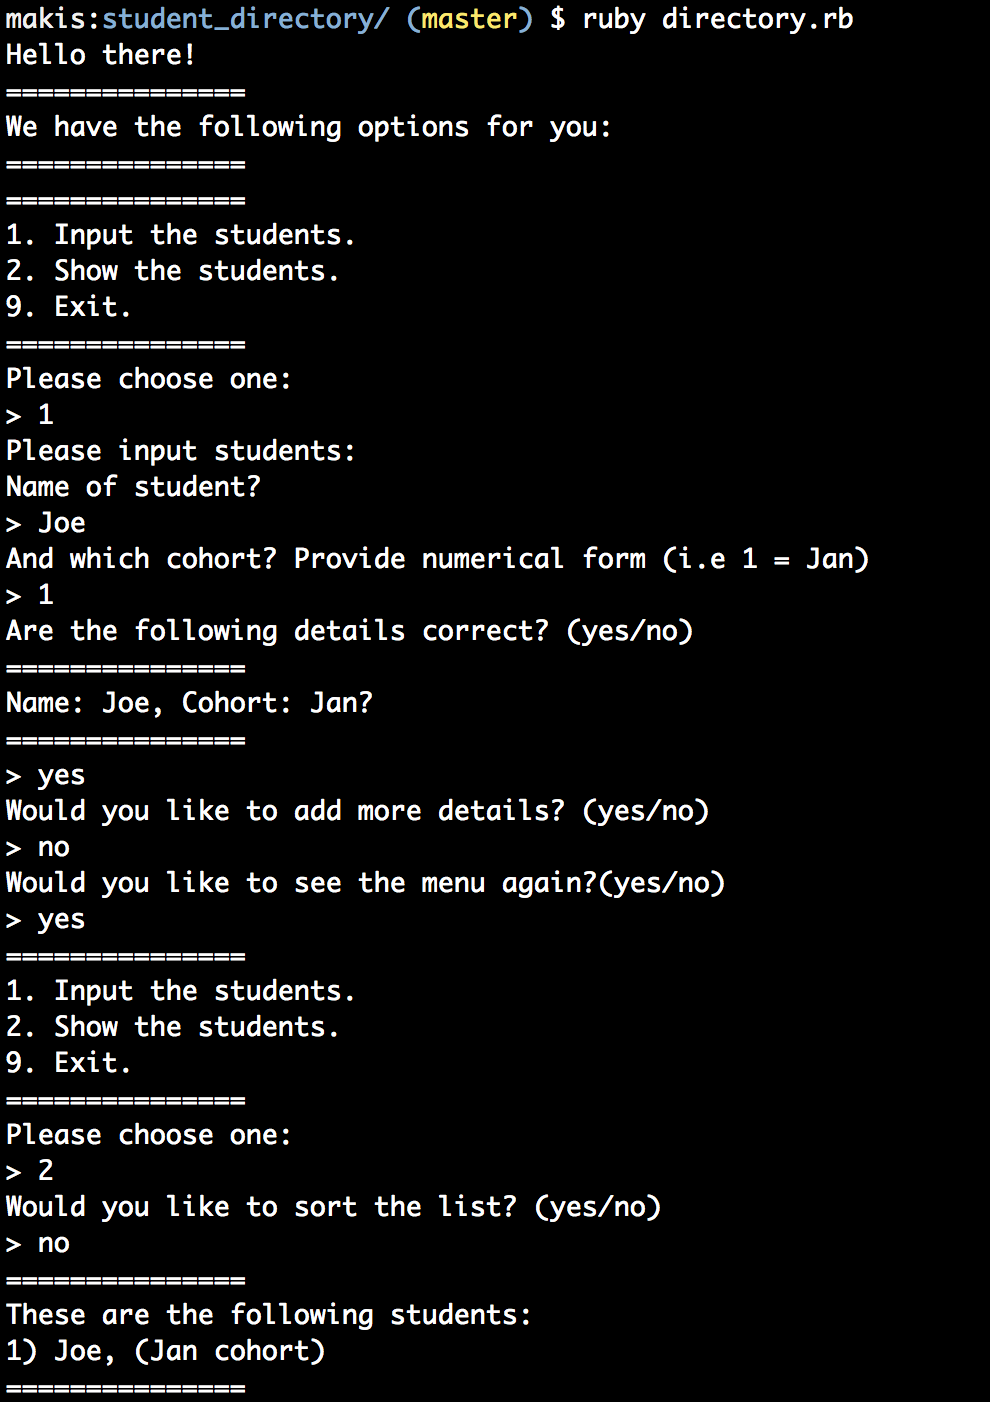 makis:student_directory/ (master) $ ruby directory.rb
Hello there!
===============
We have the following options for you:
===============
===============
1. Input the students.
2. Show the students.
9. Exit.
===============
Please choose one:
> 1
Please input students:
Name of student?
> Joe
And which cohort? Provide numerical form (i.e 1 = Jan)
> 1
Are the following details correct? (yes/no)
===============
Name: Joe, Cohort: Jan?
===============
> yes
Would you like to add more details? (yes/no)
> no
Would you like to see the menu again?(yes/no)
> yes
===============
1. Input the students.
2. Show the students.
9. Exit.
===============
Please choose one:
> 2
Would you like to sort the list? (yes/no)
> no
===============
These are the following students:
1) Joe, (Jan cohort)
===============